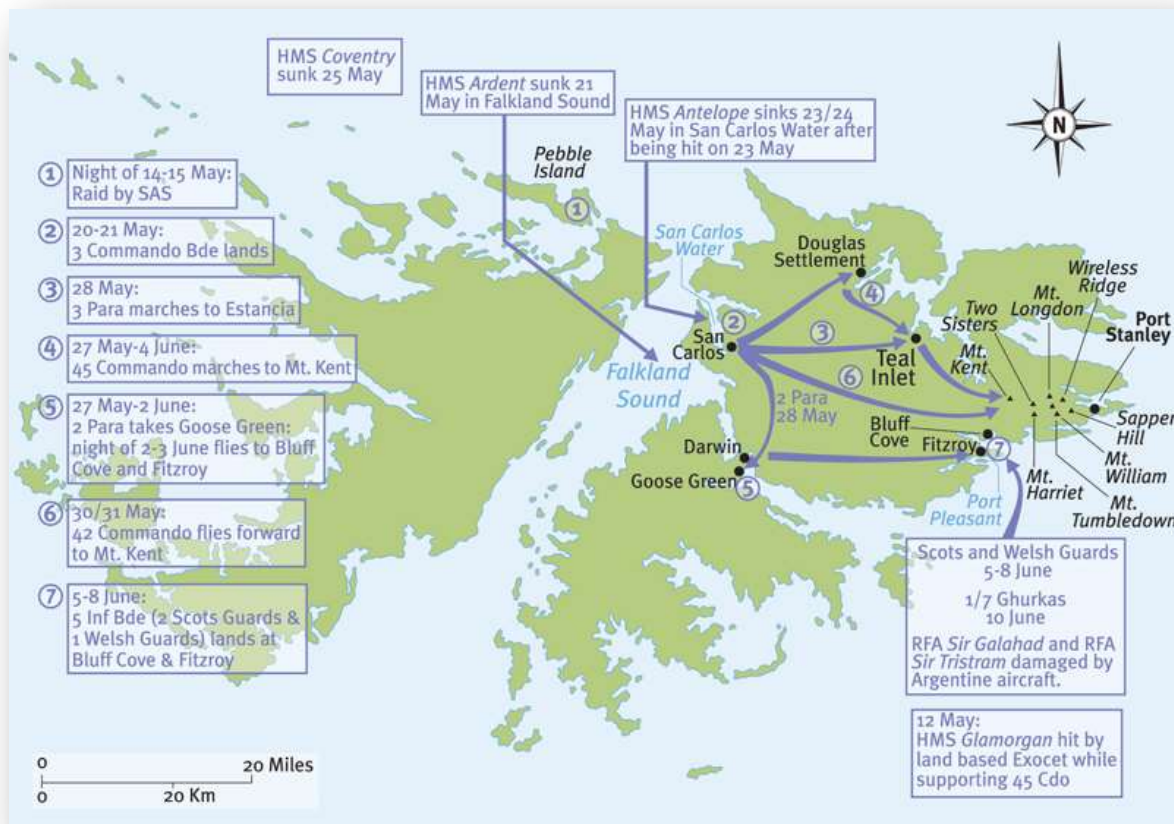 HMS Coventry
sunk 25 May
HMS Ardent sunk 21
May in Falkland Sound
HMS Antelope sinks 23/24
May in San Carlos Water after
being hit on 23 May
N
1 Night of 14-15 May:
Raid by SAS
2 20-21 May:
3 Commando Bde lands
3 28 May:
3 Para marches to Estancia
4 27 May-4 June:
45 Commando marches to Mt. Kent
5 27 May-2 June:
2 Para takes Goose Green:
night of 2-3 June flies to Bluff
Cove and Fitzroy
6 30/31 May:
42 Commando flies forward
to Mt. Kent
7 5-8 June:
5 Inf Bde (2 Scots Guards &
1 Welsh Guards) lands at
Bluff Cove & Fitzroy
Pebble
Island
1
San Carlos
Water
Douglas
Settlement
4
2
San
Carlos
3
Teal
Inlet
6
Falkland
Sound
2 Para
28 May
Wireless
Ridge
Mt.
Longdon
Two
Sisters
Port
Stanley
Mt.
Kent
Bluff
Cove
Fitzroy
7
Darwin
Goose Green
5
Port
Pleasant
Sapper
Hill
Mt.
William
Mt.
Harriet
Mt.
Tumbledown
Scots and Welsh Guards
5-8 June
1/7 Ghurkas
10 June
RFA Sir Galahad and RFA
Sir Tristram damaged by
Argentine aircraft.
12 May:
HMS Glamorgan hit by
land based Exocet while
supporting 45 Cdo
0 20 Miles
0 20 Km